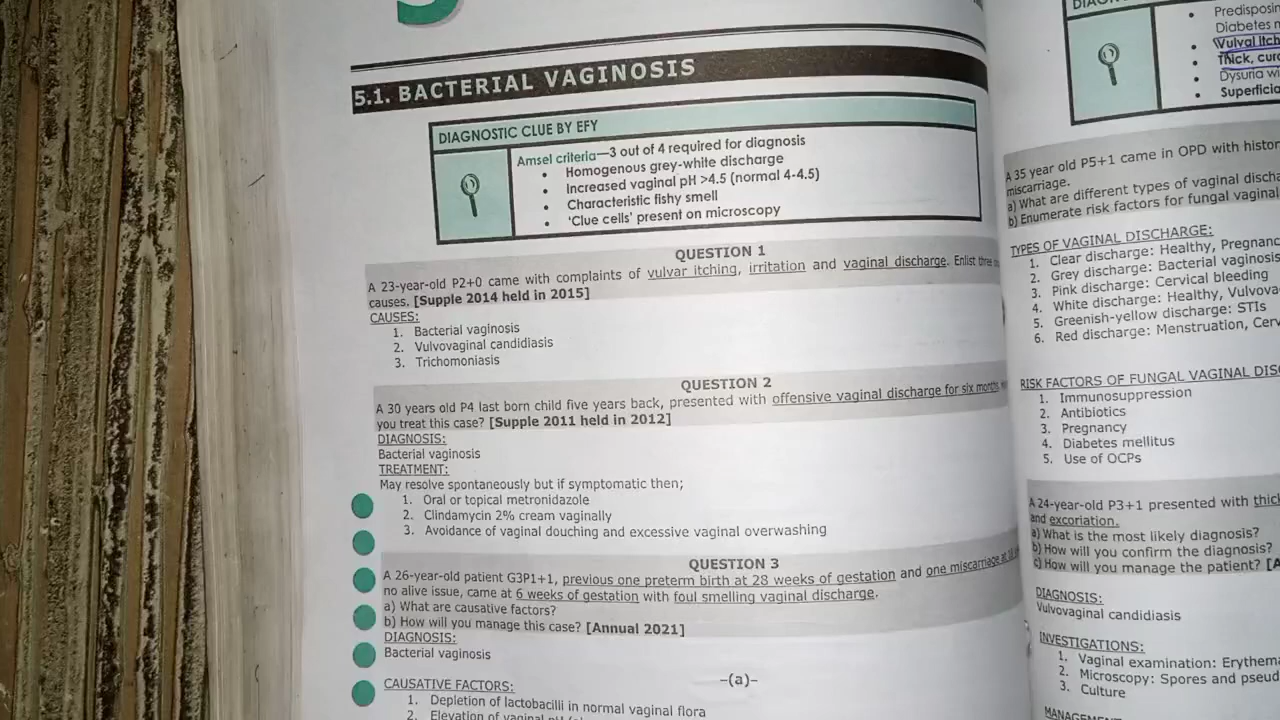 5.1. BACTERIAL VAGINOSIS
DIAGNOSTIC CLUE BY EFY
Amsel criteria—3 out of 4 required for diagnosis
• Homogenous grey-white discharge
• Increased vaginal pH >4.5 (normal 4-4.5)
• Characteristic fishy smell
• 'Clue cells' present on microscopy
QUESTION 1
A 23-year-old P2+0 came with complaints of vulvar itching, irritation and vaginal discharge. Enlist three
causes. [Supple 2014 held in 2015]
CAUSES:
1. Bacterial vaginosis
2. Vulvovaginal candidiasis
3. Trichomoniasis
QUESTION 2
A 30 years old P4 last born child five years back, presented with offensive vaginal discharge for six months
you treat this case? [Supple 2011 held in 2012]
DIAGNOSIS:
Bacterial vaginosis
TREATMENT:
May resolve spontaneously but if symptomatic then;
1. Oral or topical metronidazole
2. Clindamycin 2% cream vaginally
3. Avoidance of vaginal douching and excessive vaginal overwashing
QUESTION 3
A 26-year-old patient G3P1+1, previous one preterm birth at 28 weeks of gestation and one miscarriage at
no alive issue, came at 6 weeks of gestation with foul smelling vaginal discharge.
a) What are causative factors?
b) How will you manage this case? [Annual 2021]
DIAGNOSIS:
Bacterial vaginosis
–(a)–
CAUSATIVE FACTORS:
1. Depletion of lactobacilli in normal vaginal flora
2. Elevation of vaginal pH
• Predisposin
Diabetes m
• Vulval itch
• Thick, curd
• Dysuria wi
• Superficia
A 35 year old P5+1 came in OPD with histor
miscarriage.
a) What are different types of vaginal discha
b) Enumerate risk factors for fungal vaginal
TYPES OF VAGINAL DISCHARGE:
1. Clear discharge: Healthy, Pregnanc
2. Grey discharge: Bacterial vaginosis
3. Pink discharge: Cervical bleeding
4. White discharge: Healthy, Vulvova
5. Greenish-yellow discharge: STIs
6. Red discharge: Menstruation, Cerv
RISK FACTORS OF FUNGAL VAGINAL DISC
1. Immunosuppression
2. Antibiotics
3. Pregnancy
4. Diabetes mellitus
5. Use of OCPs
A 24-year-old P3+1 presented with thick
and excoriation.
a) What is the most likely diagnosis?
b) How will you confirm the diagnosis?
c) How will you manage the patient? [A
DIAGNOSIS:
Vulvovaginal candidiasis
INVESTIGATIONS:
1. Vaginal examination: Erythema
2. Microscopy: Spores and pseud
3. Culture
MANAGEM